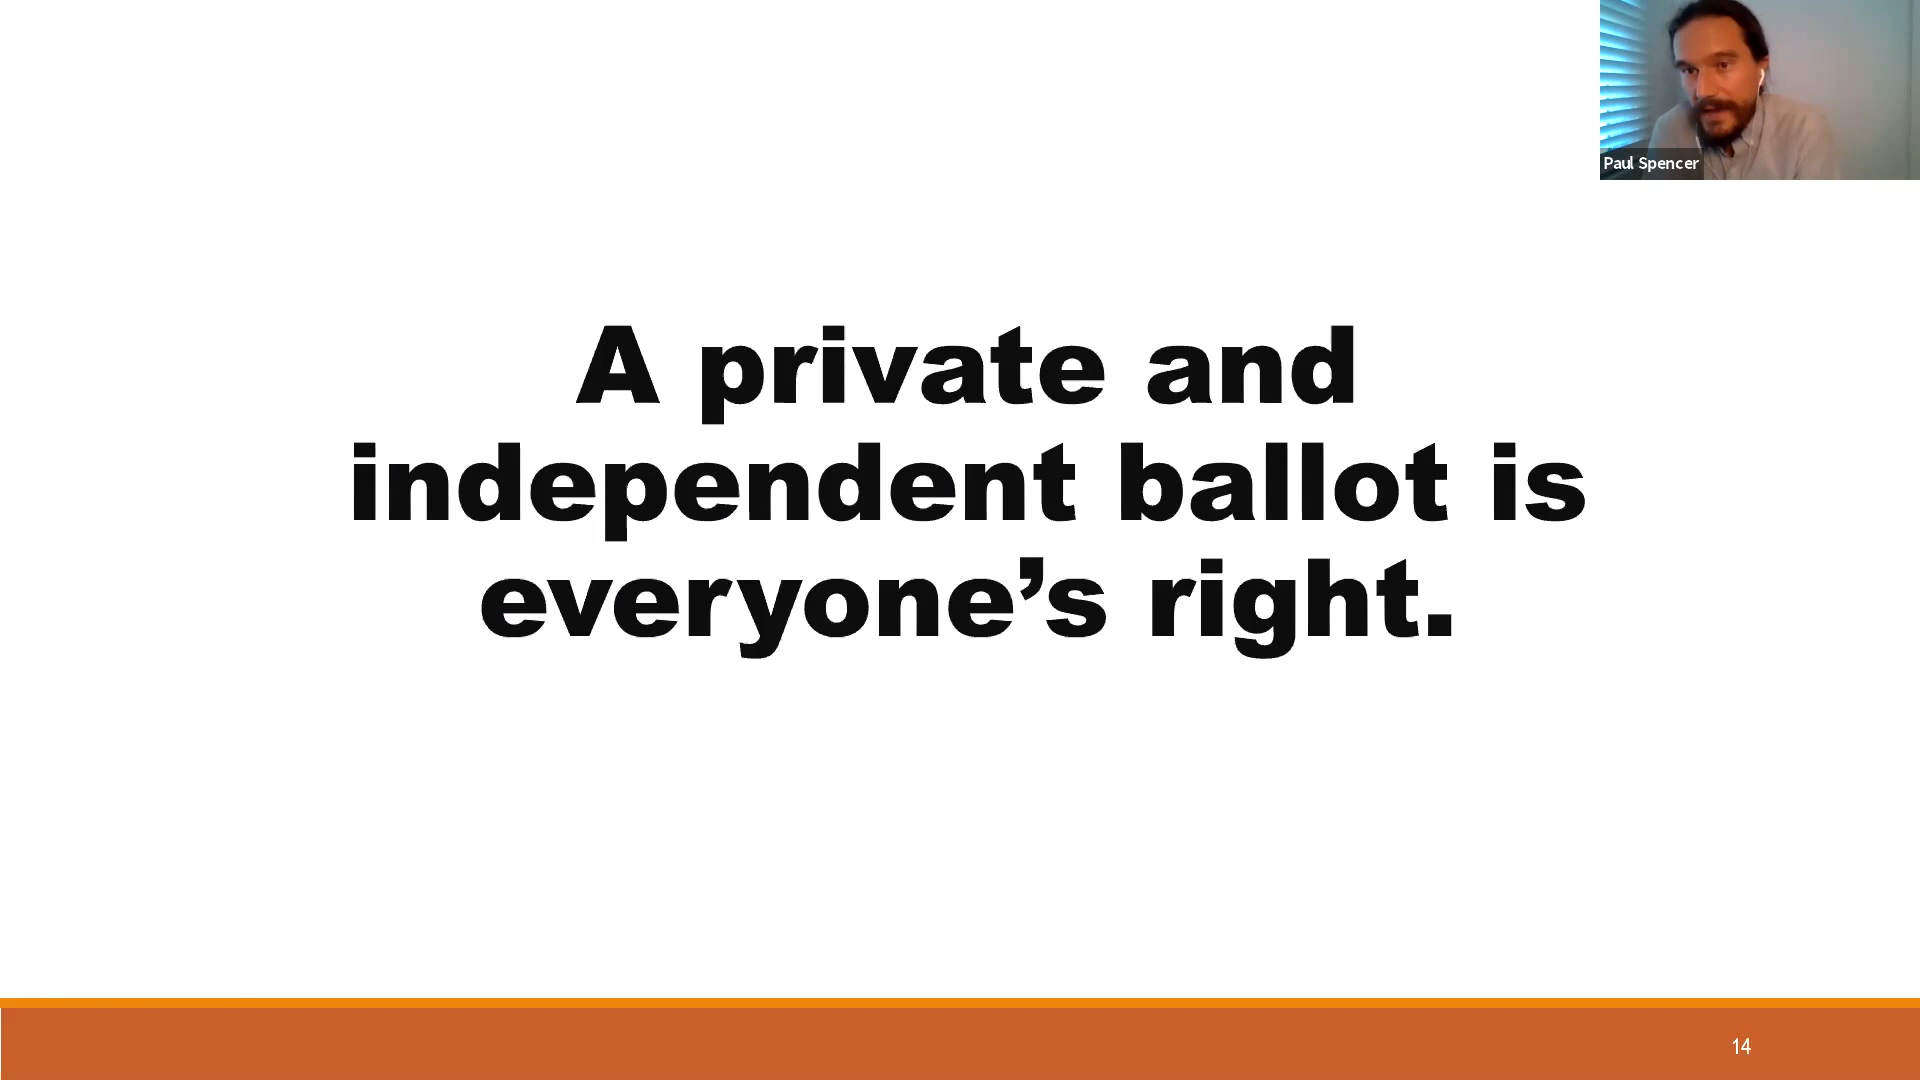 Paul Spencer
A private and
independent ballot is
everyone’s right.
14